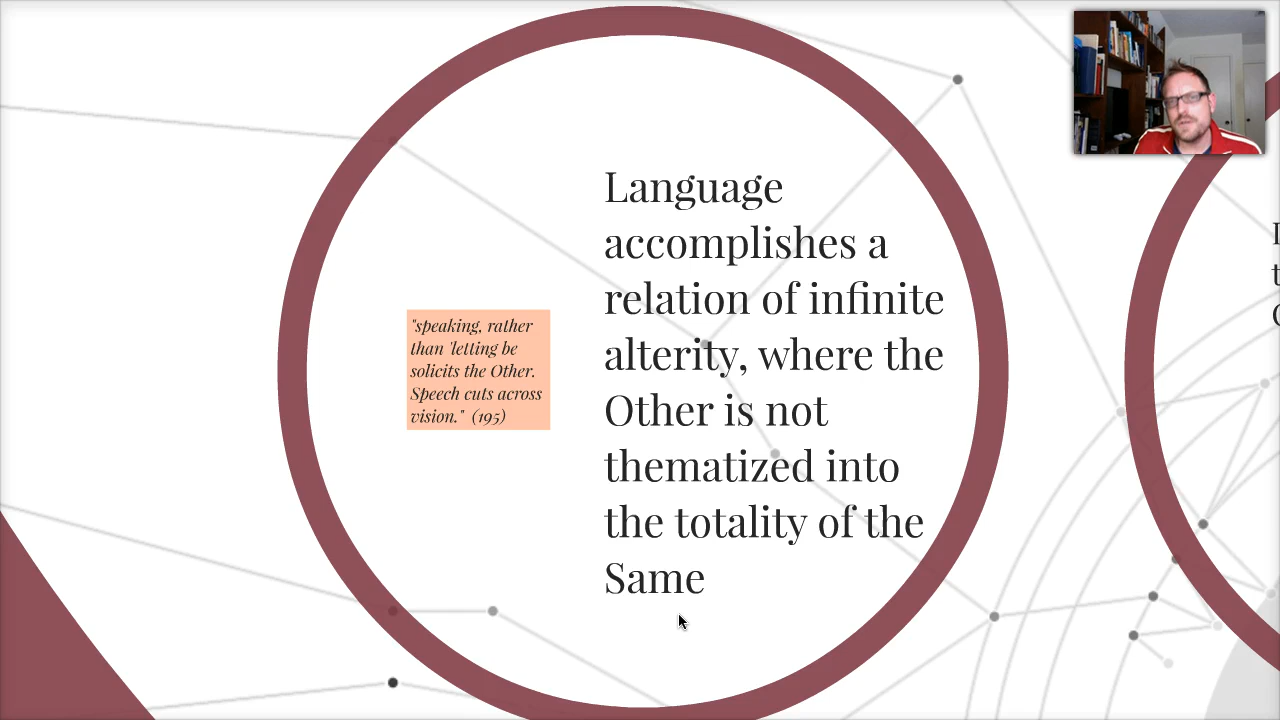 "speaking, rather
than 'letting be
solicits the Other.
Speech cuts across
vision." (195)
Language
accomplishes a
relation of infinite
alterity, where the
Other is not
thematized into
the totality of the
Same